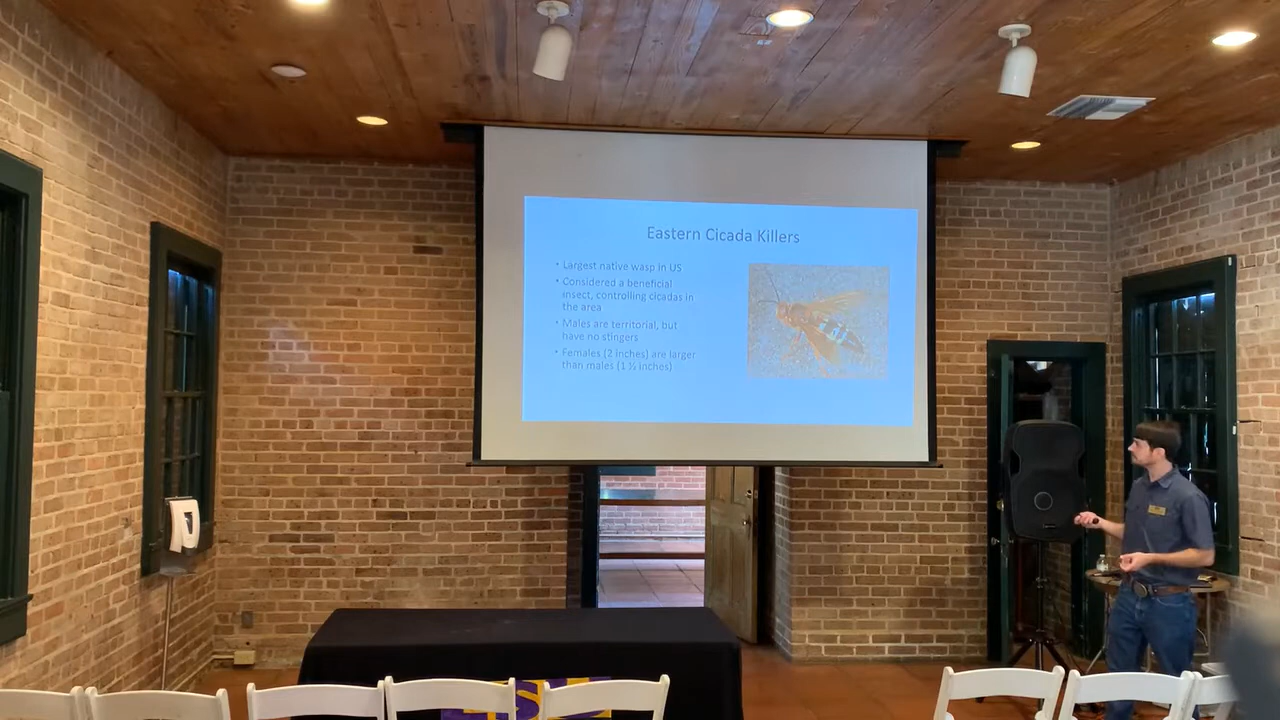 Eastern Cicada Killers
• Largest native wasp in US
• Considered a beneficial
insect, controlling cicadas in
the area
• Males are territorial, but
have no stingers
• Females (2 inches) are larger
than males (1 ½ inches)